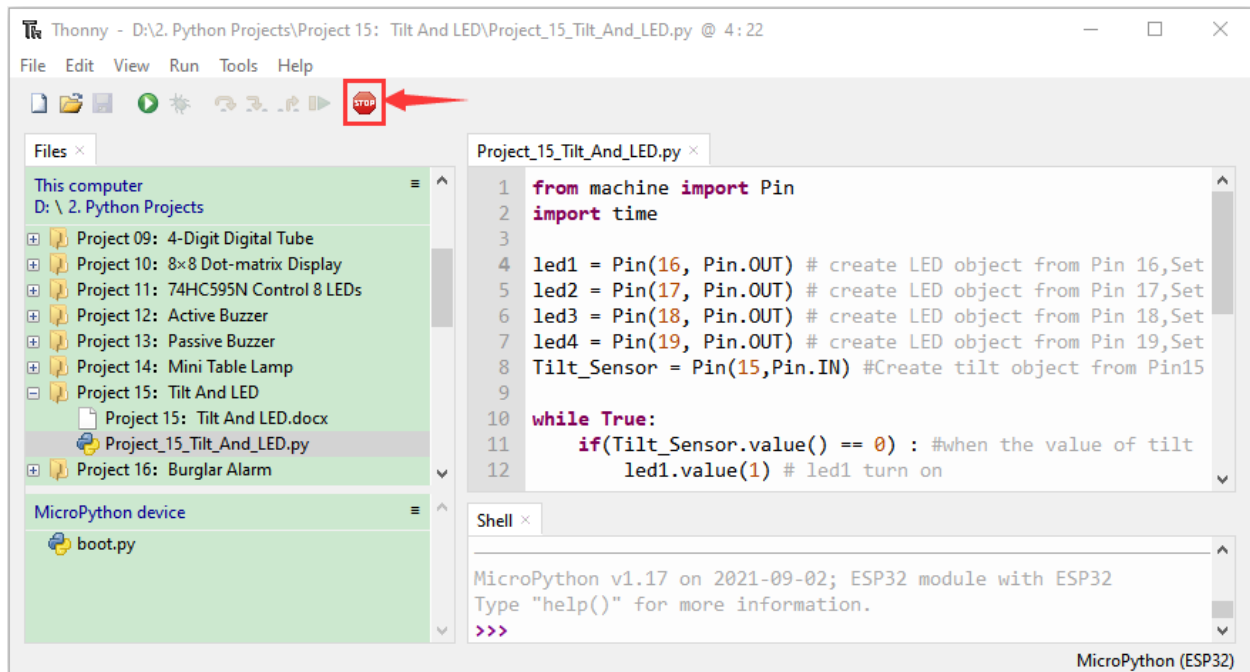 Thonny - D:\2. Python Projects\Project 15： Tilt And LED\Project_15_Tilt_And_LED.py @ 4:22
File Edit View Run Tools Help
STOP
Files
This computer
D: \ 2. Python Projects
Project 09： 4-Digit Digital Tube
Project 10： 8×8 Dot-matrix Display
Project 11： 74HC595N Control 8 LEDs
Project 12： Active Buzzer
Project 13： Passive Buzzer
Project 14： Mini Table Lamp
Project 15： Tilt And LED
Project 15： Tilt And LED.docx
Project_15_Tilt_And_LED.py
Project 16： Burglar Alarm
MicroPython device
boot.py
Project_15_Tilt_And_LED.py
1 from machine import Pin
2 import time
3
4 led1 = Pin(16, Pin.OUT) # create LED object from Pin 16,Set
5 led2 = Pin(17, Pin.OUT) # create LED object from Pin 17,Set
6 led3 = Pin(18, Pin.OUT) # create LED object from Pin 18,Set
7 led4 = Pin(19, Pin.OUT) # create LED object from Pin 19,Set
8 Tilt_Sensor = Pin(15,Pin.IN) #Create tilt object from Pin15
9
10 while True:
11     if(Tilt_Sensor.value() == 0) : #when the value of tilt
12         led1.value(1) # led1 turn on
Shell
MicroPython v1.17 on 2021-09-02; ESP32 module with ESP32
Type "help()" for more information.
>>>
MicroPython (ESP32)